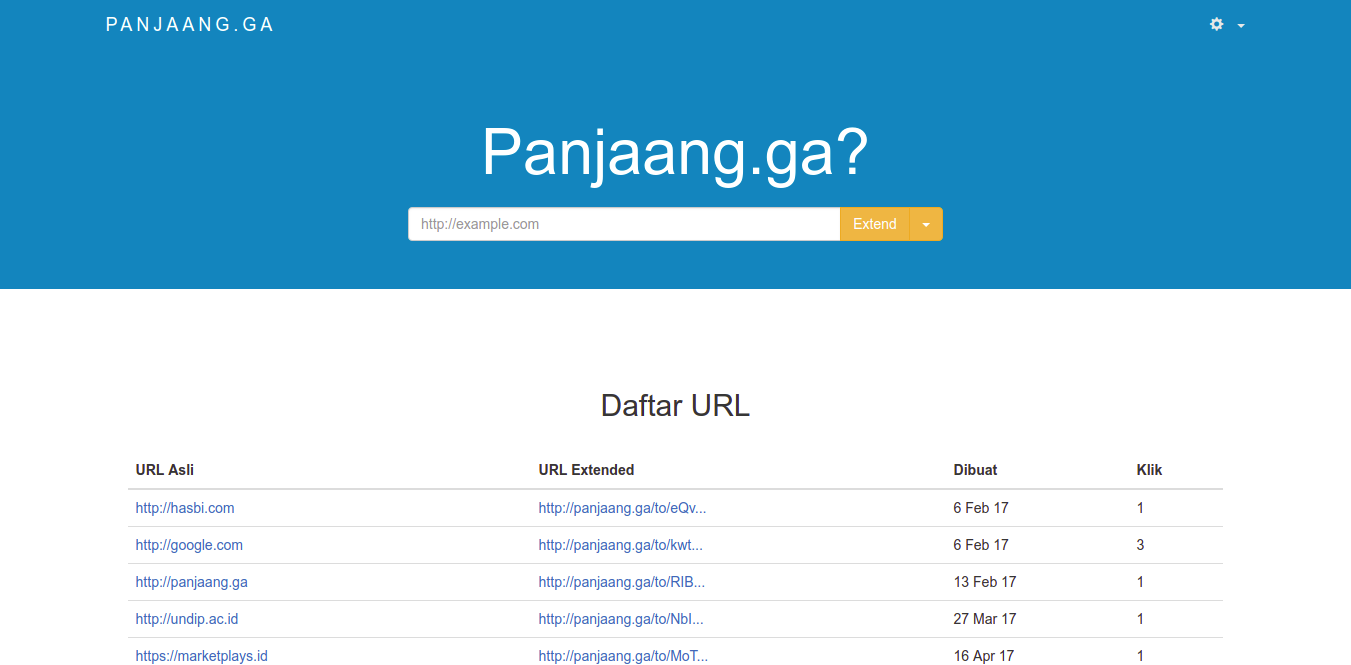 PANJAANG.GA
Panjaang.ga?
http://example.com Extend
Daftar URL
URL Asli URL Extended Dibuat Klik
http://hasbi.com http://panjaang.ga/to/eQv... 6 Feb 17 1
http://google.com http://panjaang.ga/to/kwt... 6 Feb 17 3
http://panjaang.ga http://panjaang.ga/to/RIB... 13 Feb 17 1
http://undip.ac.id http://panjaang.ga/to/NbI... 27 Mar 17 1
https://marketplays.id http://panjaang.ga/to/MoT... 16 Apr 17 1